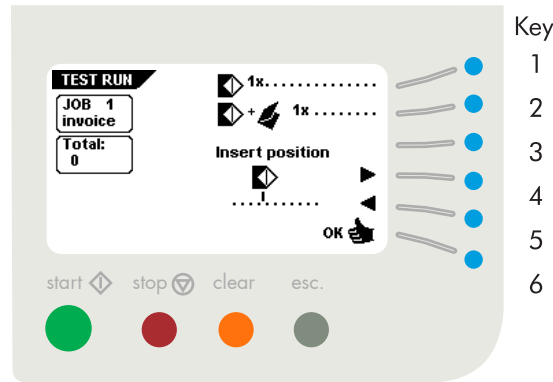 Key
TEST RUN
1x..............
1
JOB 1
invoice
+ 1x ........
2
Total:
0
3
Insert position
4
5
OK
6
start
stop
clear
esc.